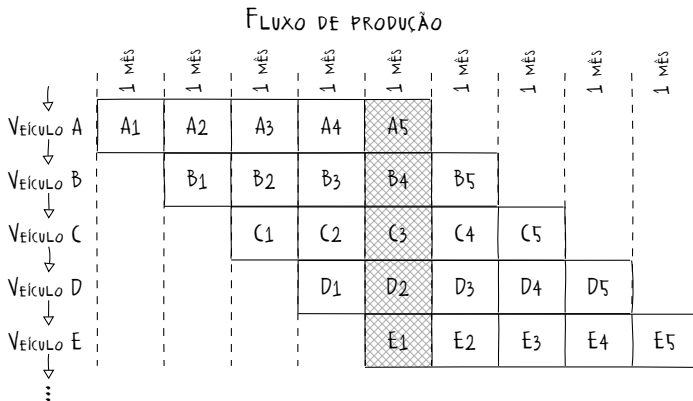 Fluxo de produção
1 mês 1 mês 1 mês 1 mês 1 mês 1 mês 1 mês 1 mês 1 mês
Veículo A A1 A2 A3 A4 A5
Veículo B B1 B2 B3 B4 B5
Veículo C C1 C2 C3 C4 C5
Veículo D D1 D2 D3 D4 D5
Veículo E E1 E2 E3 E4 E5
...